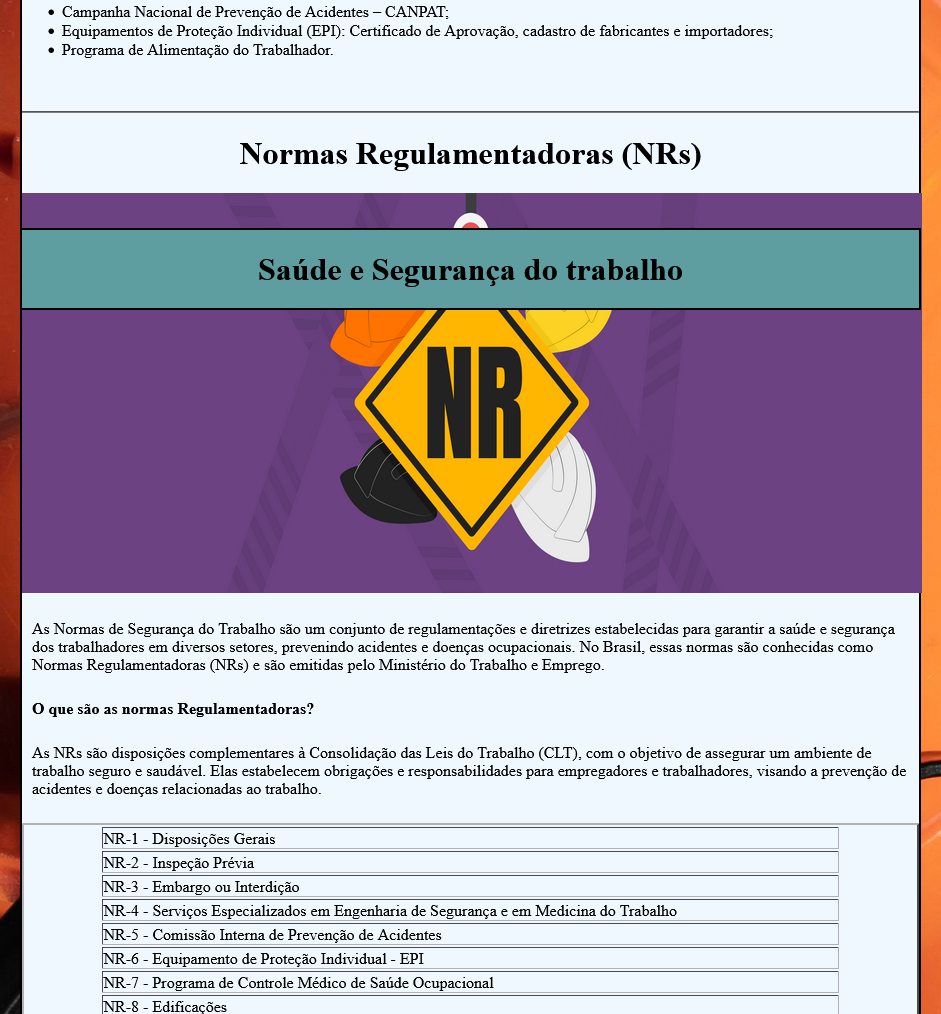 Campanha Nacional de Prevenção de Acidentes – CANPAT;
Equipamentos de Proteção Individual (EPI): Certificado de Aprovação, cadastro de fabricantes e importadores;
Programa de Alimentação do Trabalhador.
Normas Regulamentadoras (NRs)
Saúde e Segurança do trabalho
NR
As Normas de Segurança do Trabalho são um conjunto de regulamentações e diretrizes estabelecidas para garantir a saúde e segurança
dos trabalhadores em diversos setores, prevenindo acidentes e doenças ocupacionais. No Brasil, essas normas são conhecidas como
Normas Regulamentadoras (NRs) e são emitidas pelo Ministério do Trabalho e Emprego.
O que são as normas Regulamentadoras?
As NRs são disposições complementares à Consolidação das Leis do Trabalho (CLT), com o objetivo de assegurar um ambiente de
trabalho seguro e saudável. Elas estabelecem obrigações e responsabilidades para empregadores e trabalhadores, visando a prevenção de
acidentes e doenças relacionadas ao trabalho.
NR-1 - Disposições Gerais
NR-2 - Inspeção Prévia
NR-3 - Embargo ou Interdição
NR-4 - Serviços Especializados em Engenharia de Segurança e em Medicina do Trabalho
NR-5 - Comissão Interna de Prevenção de Acidentes
NR-6 - Equipamento de Proteção Individual - EPI
NR-7 - Programa de Controle Médico de Saúde Ocupacional
NR-8 - Edificações